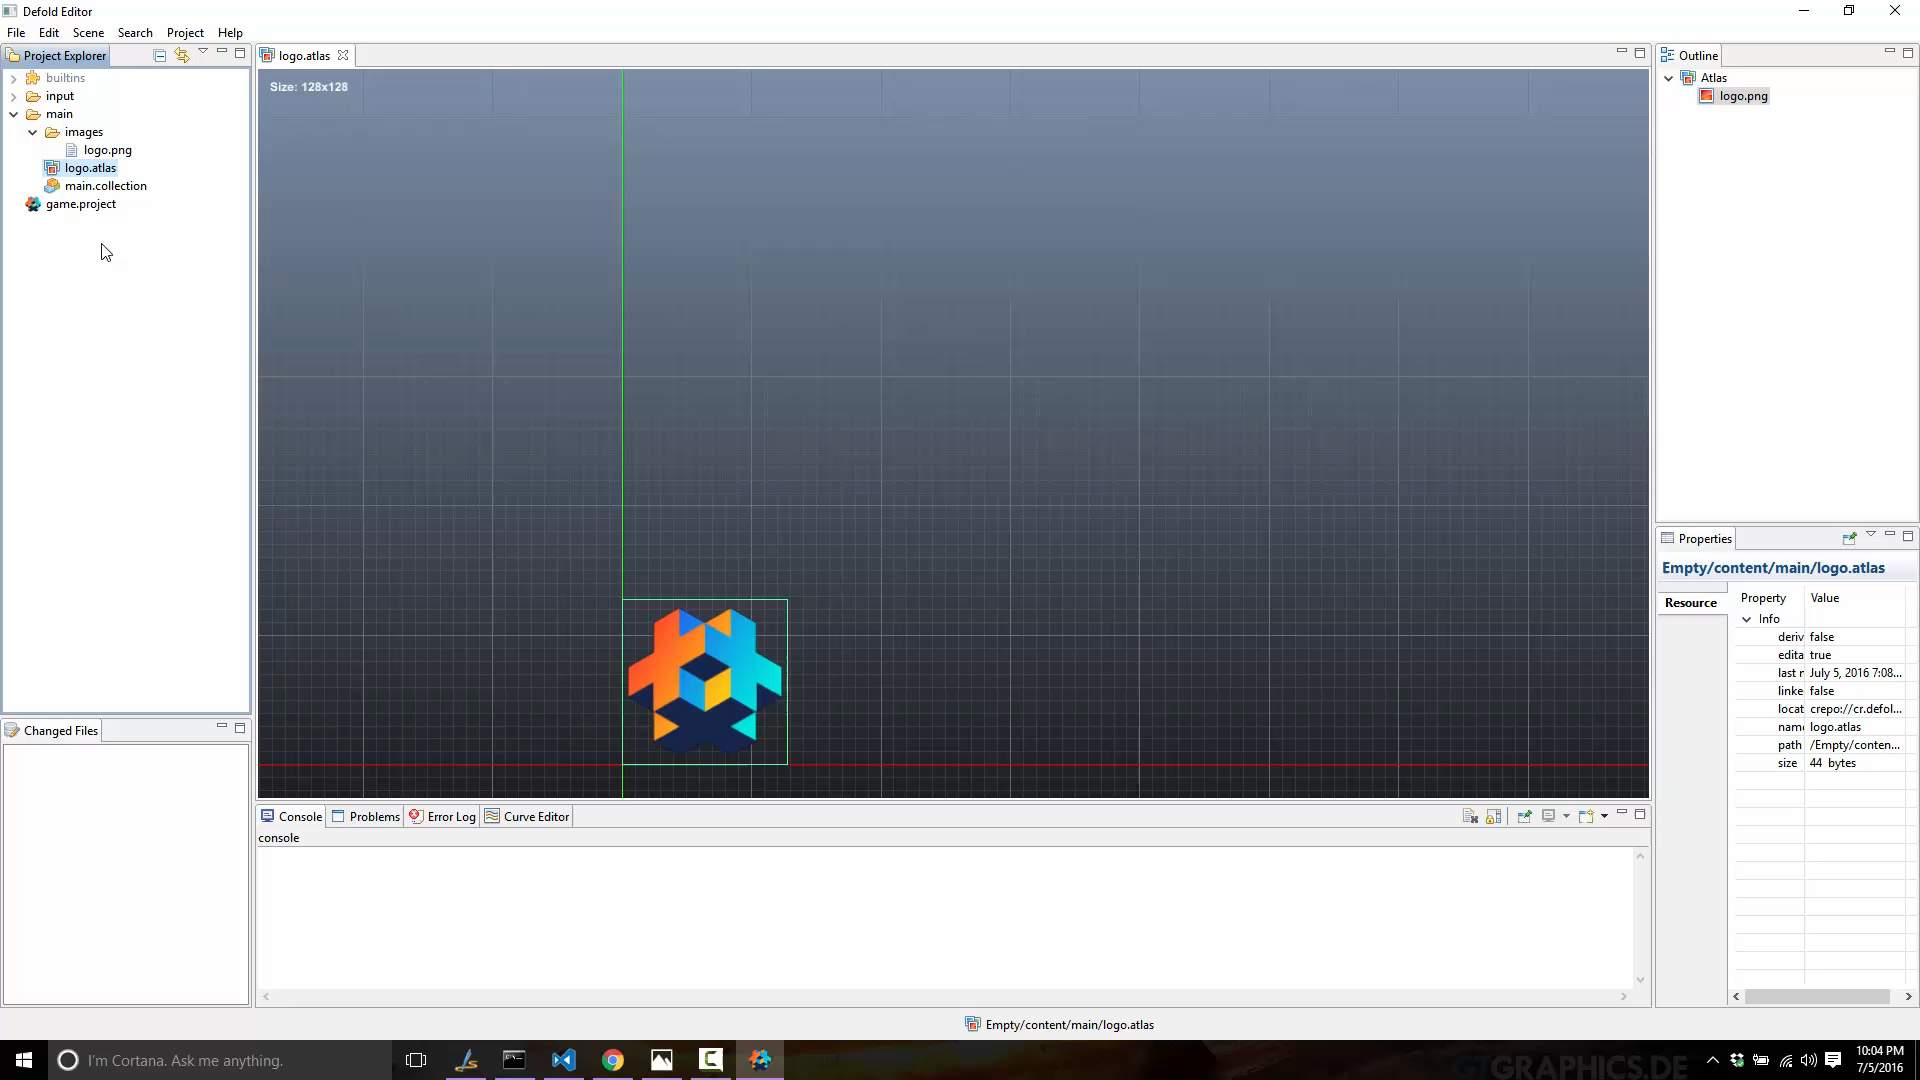 Defold Editor
File Edit Scene Search Project Help
Project Explorer
builtins
input
main
images
logo.png
logo.atlas
main.collection
game.project
Changed Files
logo.atlas
Size: 128x128
Console Problems Error Log Curve Editor
console
Outline
Atlas
logo.png
Properties
Empty/content/main/logo.atlas
Resource
Property Value
Info
deriv false
edita true
last r July 5, 2016 7:08...
linke false
locat crepo://cr.defol...
name logo.atlas
path /Empty/conten...
size 44 bytes
Empty/content/main/logo.atlas
I'm Cortana. Ask me anything.
GTGRAPHICS.DE
10:04 PM
7/5/2016